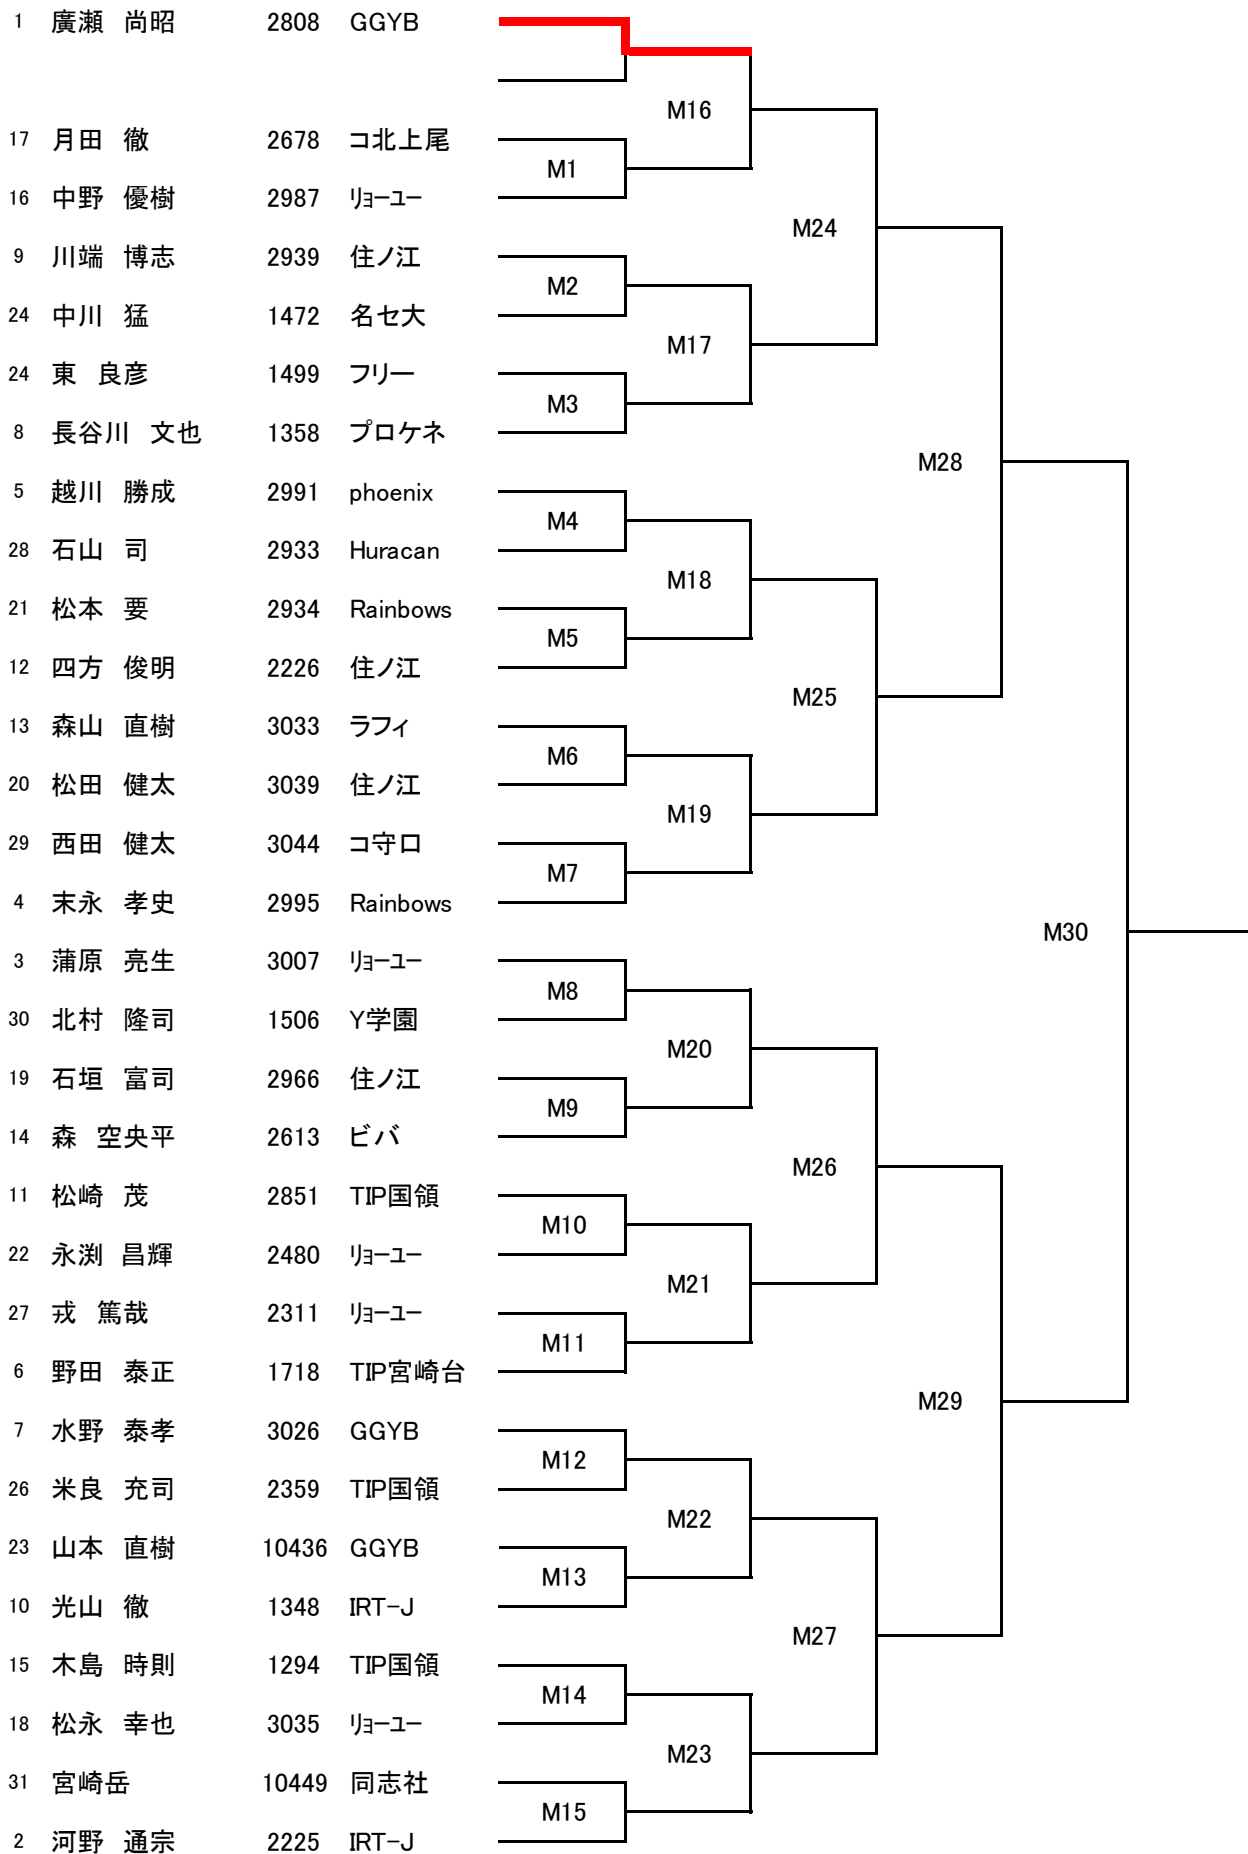 1 廣瀬 尚昭 2808 GGYB
M16
17 月田 徹 2678 コ北上尾
M1
16 中野 優樹 2987 ﾘｮｰﾕｰ
M24
9 川端 博志 2939 住ノ江
M2
24 中川 猛 1472 名セ大
M17
24 東 良彦 1499 フリー
M3
8 長谷川 文也 1358 プロケネ
M28
5 越川 勝成 2991 phoenix
M4
28 石山 司 2933 Huracan
M18
21 松本 要 2934 Rainbows
M5
12 四方 俊明 2226 住ノ江
M25
13 森山 直樹 3033 ラフィ
M6
20 松田 健太 3039 住ノ江
M19
29 西田 健太 3044 コ守口
M7
4 末永 孝史 2995 Rainbows
M30
3 蒲原 亮生 3007 ﾘｮｰﾕｰ
M8
30 北村 隆司 1506 Y学園
M20
19 石垣 富司 2966 住ノ江
M9
14 森 空央平 2613 ビバ
M26
11 松崎 茂 2851 TIP国領
M10
22 永渕 昌輝 2480 ﾘｮｰﾕｰ
M21
27 戎 篤哉 2311 ﾘｮｰﾕｰ
M11
6 野田 泰正 1718 TIP宮崎台
M29
7 水野 泰孝 3026 GGYB
M12
26 米良 充司 2359 TIP国領
M22
23 山本 直樹 10436 GGYB
M13
10 光山 徹 1348 IRT-J
M27
15 木島 時則 1294 TIP国領
M14
18 松永 幸也 3035 ﾘｮｰﾕｰ
M23
31 宮崎岳 10449 同志社
M15
2 河野 通宗 2225 IRT-J